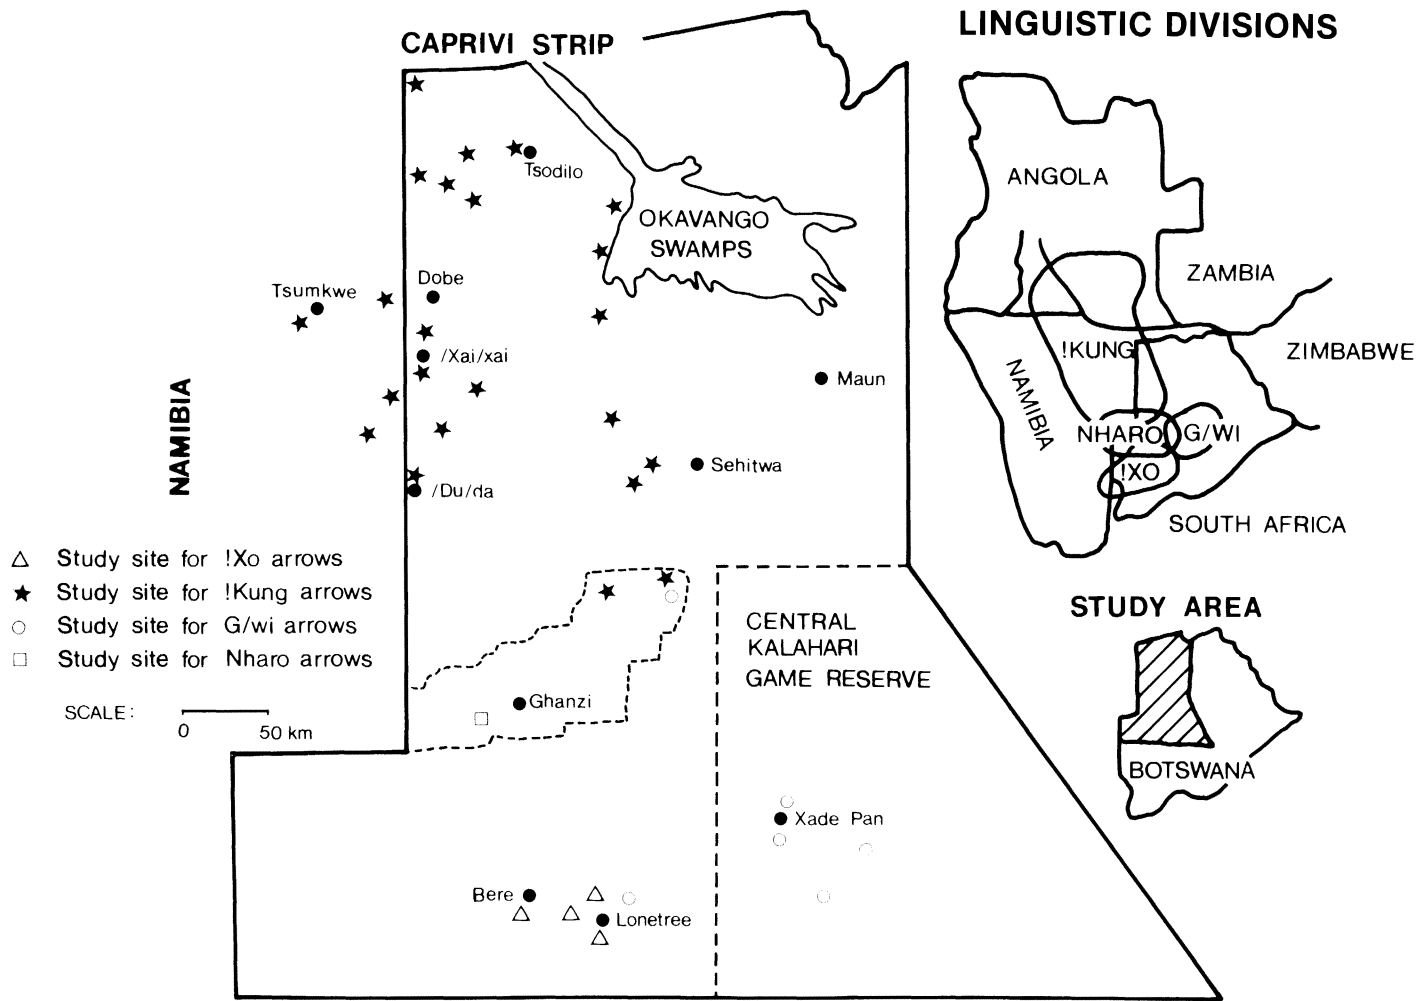 CAPRIVI STRIP
LINGUISTIC DIVISIONS
Tsodilo
OKAVANGO
SWAMPS
ANGOLA
ZAMBIA
Tsumkwe
Dobe
/Xai/xai
Maun
!KUNG
ZIMBABWE
NAMIBIA
NAMIBIA
NHARO
G/WI
!XO
Sehitwa
/Du/da
SOUTH AFRICA
△ Study site for !Xo arrows
★ Study site for !Kung arrows
○ Study site for G/wi arrows
□ Study site for Nharo arrows
SCALE:
0 50 km
CENTRAL
KALAHARI
GAME RESERVE
STUDY AREA
Ghanzi
BOTSWANA
Xade Pan
Bere
Lonetree